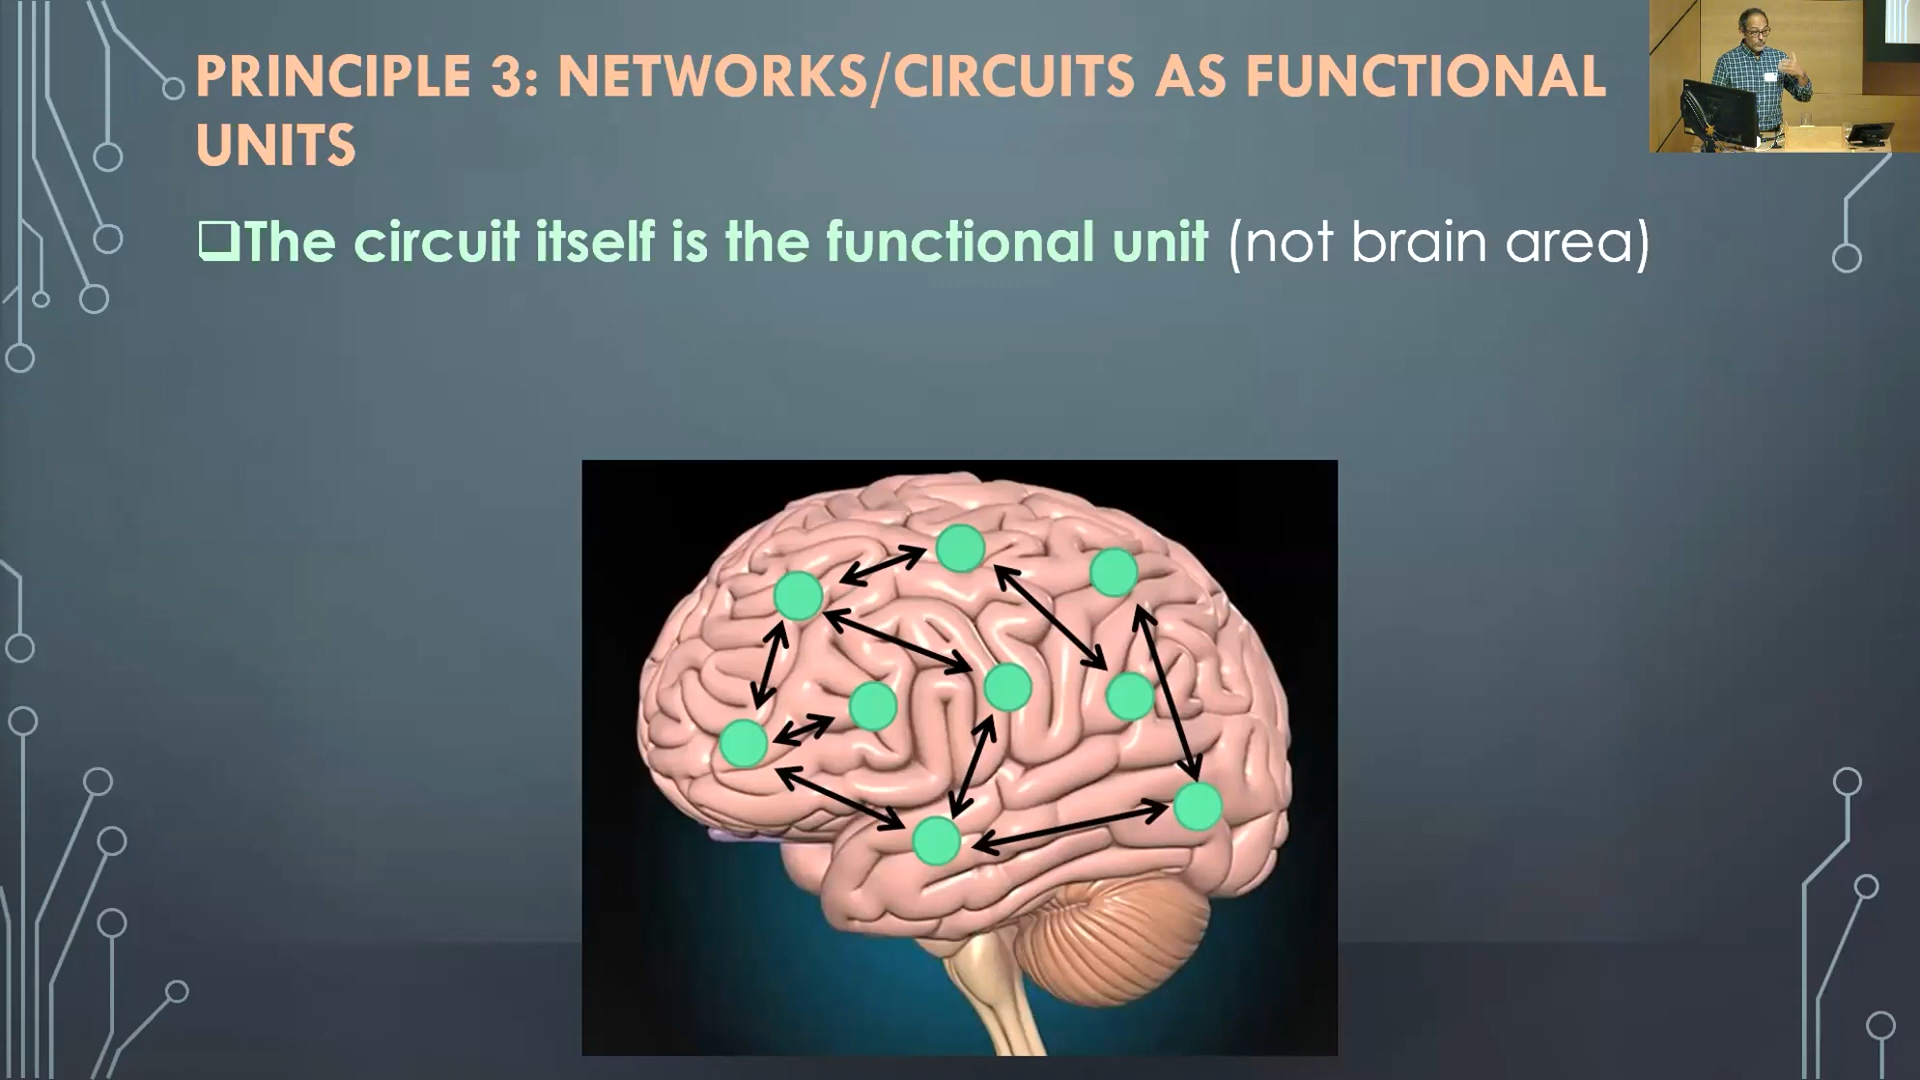 PRINCIPLE 3: NETWORKS/CIRCUITS AS FUNCTIONAL
UNITS
The circuit itself is the functional unit (not brain area)